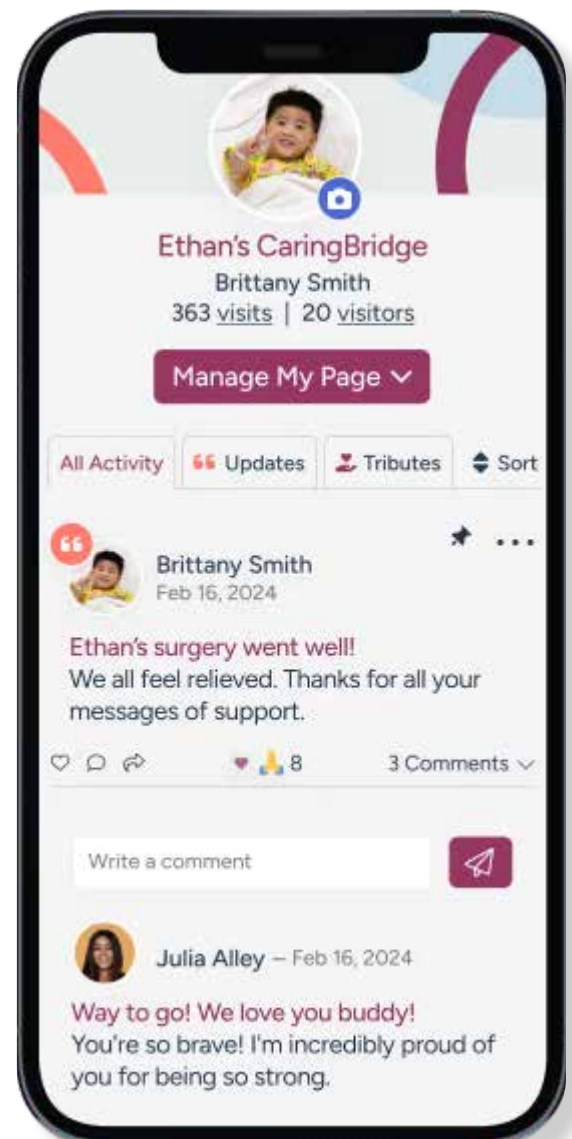 Ethan's CaringBridge
Brittany Smith
363 visits | 20 visitors
Manage My Page
All Activity
Updates
Tributes
Sort
Brittany Smith
Feb 16, 2024
Ethan's surgery went well!
We all feel relieved. Thanks for all your
messages of support.
8
3 Comments
Write a comment
Julia Alley – Feb 16, 2024
Way to go! We love you buddy!
You're so brave! I'm incredibly proud of
you for being so strong.